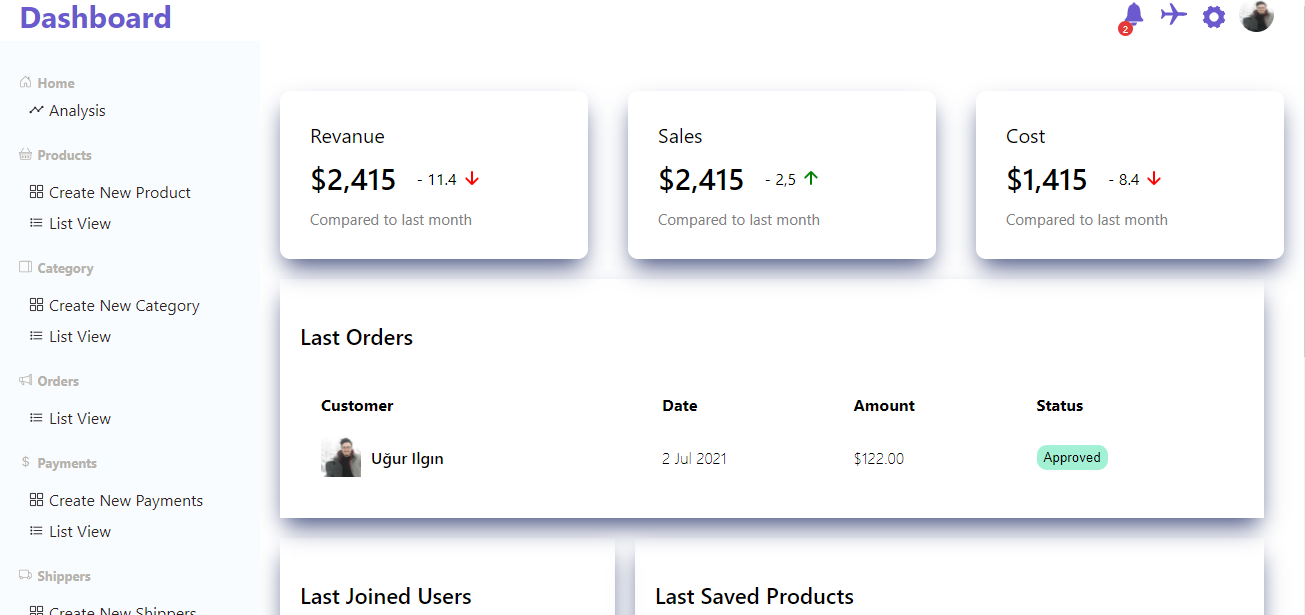 Dashboard
2
Home
Analysis
Products
Create New Product
List View
Category
Create New Category
List View
Orders
List View
$ Payments
Create New Payments
List View
Shippers
Create New Shippers
Revanue
$2,415 - 11.4
Compared to last month
Sales
$2,415 - 2,5
Compared to last month
Cost
$1,415 - 8.4
Compared to last month
Last Orders
Customer Date Amount Status
Uğur Ilgın 2 Jul 2021 $122.00 Approved
Last Joined Users
Last Saved Products